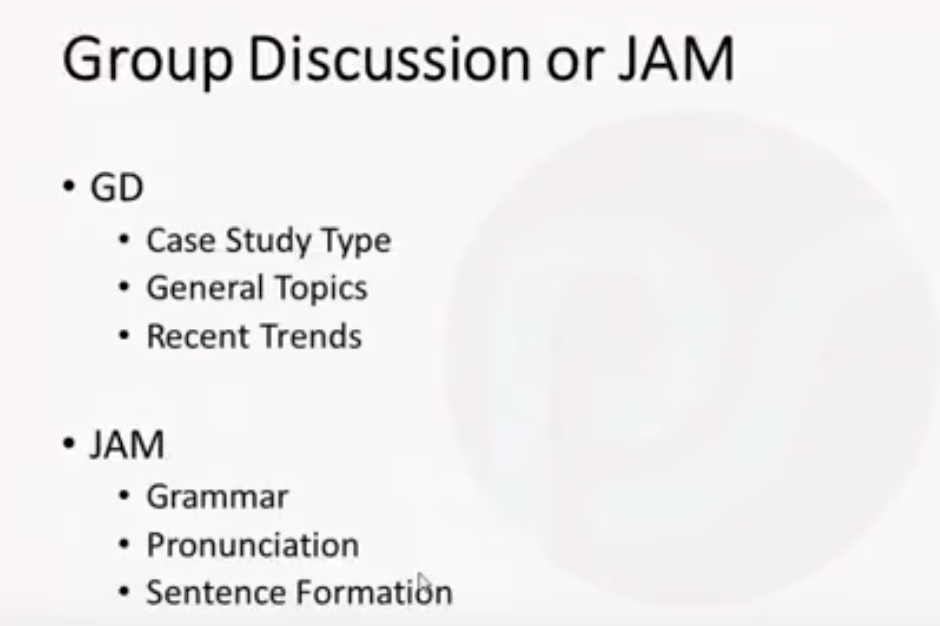 Group Discussion or JAM
• GD
• Case Study Type
• General Topics
• Recent Trends
• JAM
• Grammar
• Pronunciation
• Sentence Formation